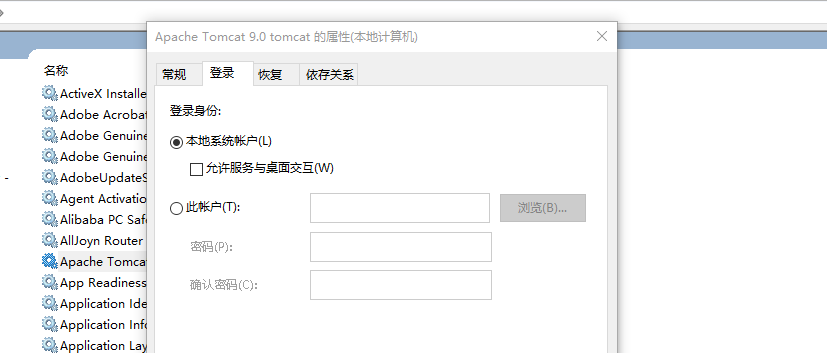 Apache Tomcat 9.0 tomcat 的属性(本地计算机)
常规 登录 恢复 依存关系
登录身份:
本地系统帐户(L)
允许服务与桌面交互(W)
此帐户(T):
浏览(B)...
密码(P):
确认密码(C):
名称
ActiveX Installe
Adobe Acrobat
Adobe Genuine
Adobe Genuine
AdobeUpdateS
Agent Activation
Alibaba PC Safe
AllJoyn Router
Apache Tomcat
App Readiness
Application Ide
Application Info
Application Lay